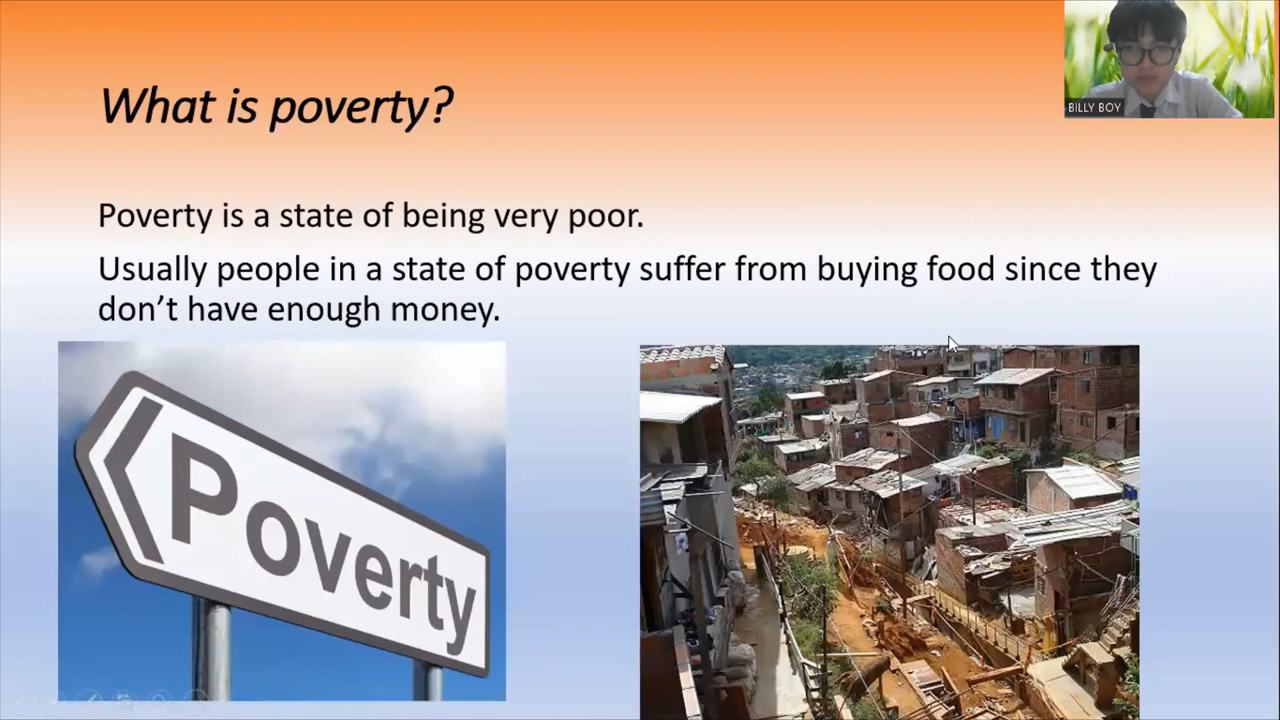 BILLY BOY
What is poverty?
Poverty is a state of being very poor.
Usually people in a state of poverty suffer from buying food since they
don’t have enough money.
Poverty